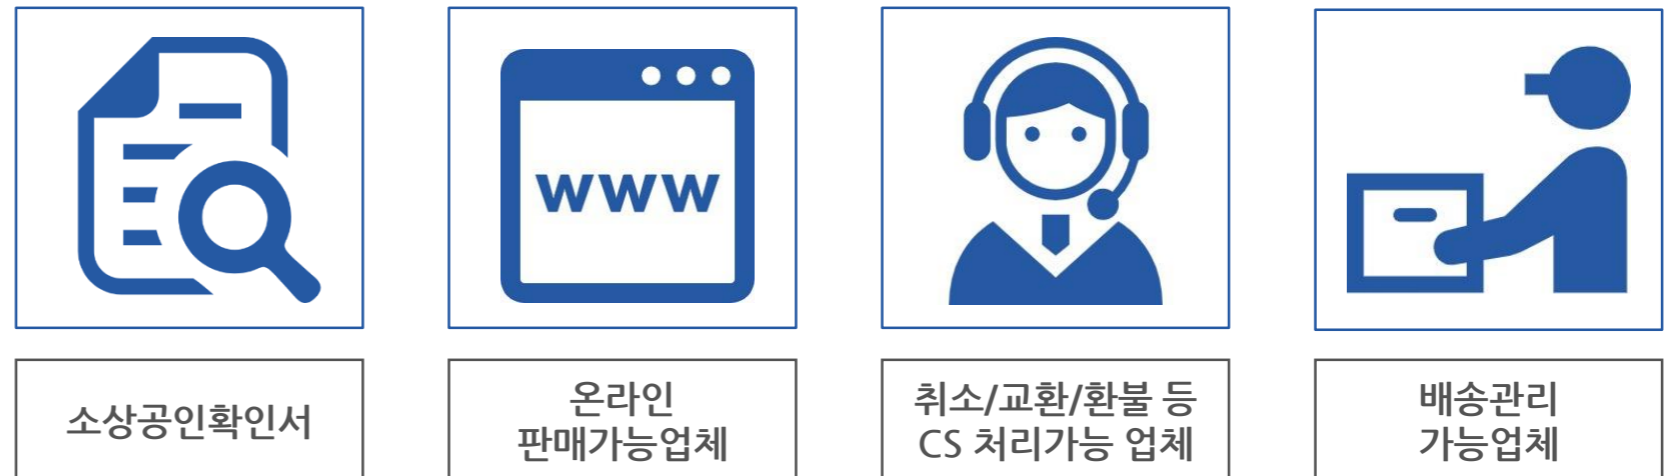 www
소상공인확인서
온라인
판매가능업체
취소/교환/환불 등
CS 처리가능 업체
배송관리
가능업체